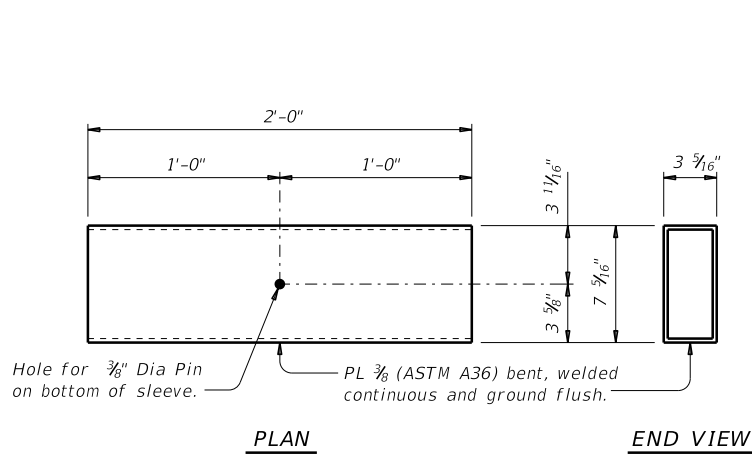 2'-0"
1'-0"
1'-0"
3 11/16"
3 5/16"
7 5/16"
3 5/8"
Hole for 3/8" Dia Pin
on bottom of sleeve.
PL 3/8 (ASTM A36) bent, welded
continuous and ground flush.
PLAN
END VIEW